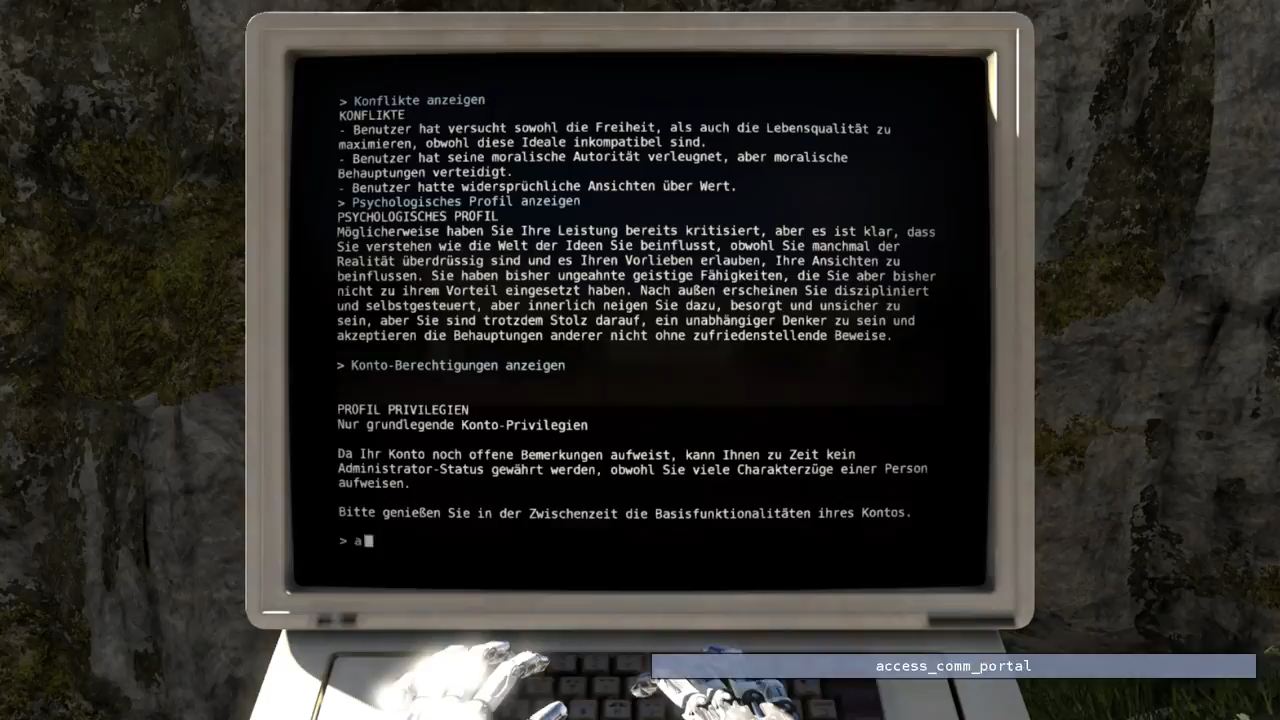 > Konflikte anzeigen
KONFLIKTE
- Benutzer hat versucht sowohl die Freiheit, als auch die Lebensqualität zu
maximieren, obwohl diese Ideale inkompatibel sind.
- Benutzer hat seine moralische Autorität verleugnet, aber moralische
Behauptungen verteidigt.
- Benutzer hatte widersprüchliche Ansichten über Wert.
> Psychologisches Profil anzeigen
PSYCHOLOGISCHES PROFIL
Möglicherweise haben Sie Ihre Leistung bereits kritisiert, aber es ist klar, dass
Sie verstehen wie die Welt der Ideen Sie beinflusst, obwohl Sie manchmal der
Realität überdrüssig sind und es Ihren Vorlieben erlauben, Ihre Ansichten zu
beinflussen. Sie haben bisher ungeahnte geistige Fähigkeiten, die Sie aber bisher
nicht zu ihrem Vorteil eingesetzt haben. Nach außen erscheinen Sie diszipliniert
und selbstgesteuert, aber innerlich neigen Sie dazu, besorgt und unsicher zu
sein, aber Sie sind trotzdem Stolz darauf, ein unabhängiger Denker zu sein und
akzeptieren die Behauptungen anderer nicht ohne zufriedenstellende Beweise.
> Konto-Berechtigungen anzeigen
PROFIL PRIVILEGIEN
Nur grundlegende Konto-Privilegien
Da Ihr Konto noch offene Bemerkungen aufweist, kann Ihnen zu Zeit kein
Administrator-Status gewährt werden, obwohl Sie viele Charakterzüge einer Person
aufweisen.
Bitte genießen Sie in der Zwischenzeit die Basisfunktionalitäten ihres Kontos.
> a
access_comm_portal